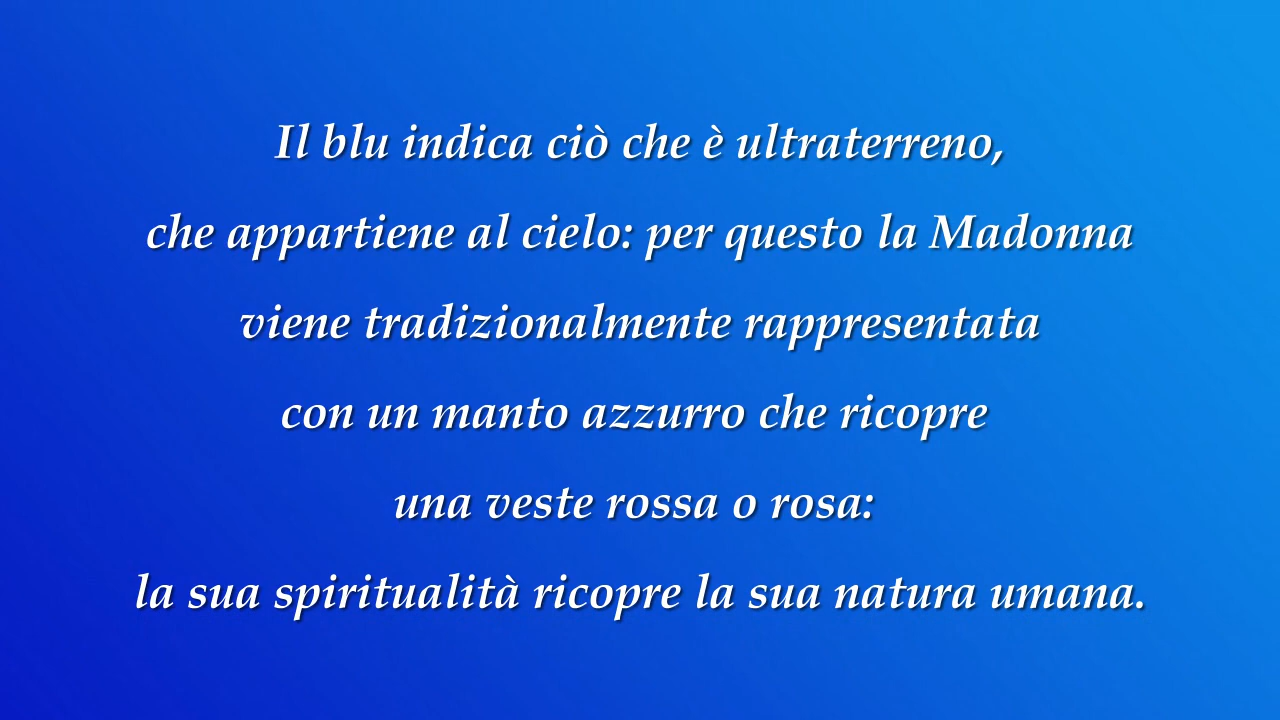 Il blu indica ciò che è ultraterreno,
che appartiene al cielo: per questo la Madonna
viene tradizionalmente rappresentata
con un manto azzurro che ricopre
una veste rossa o rosa:
la sua spiritualità ricopre la sua natura umana.